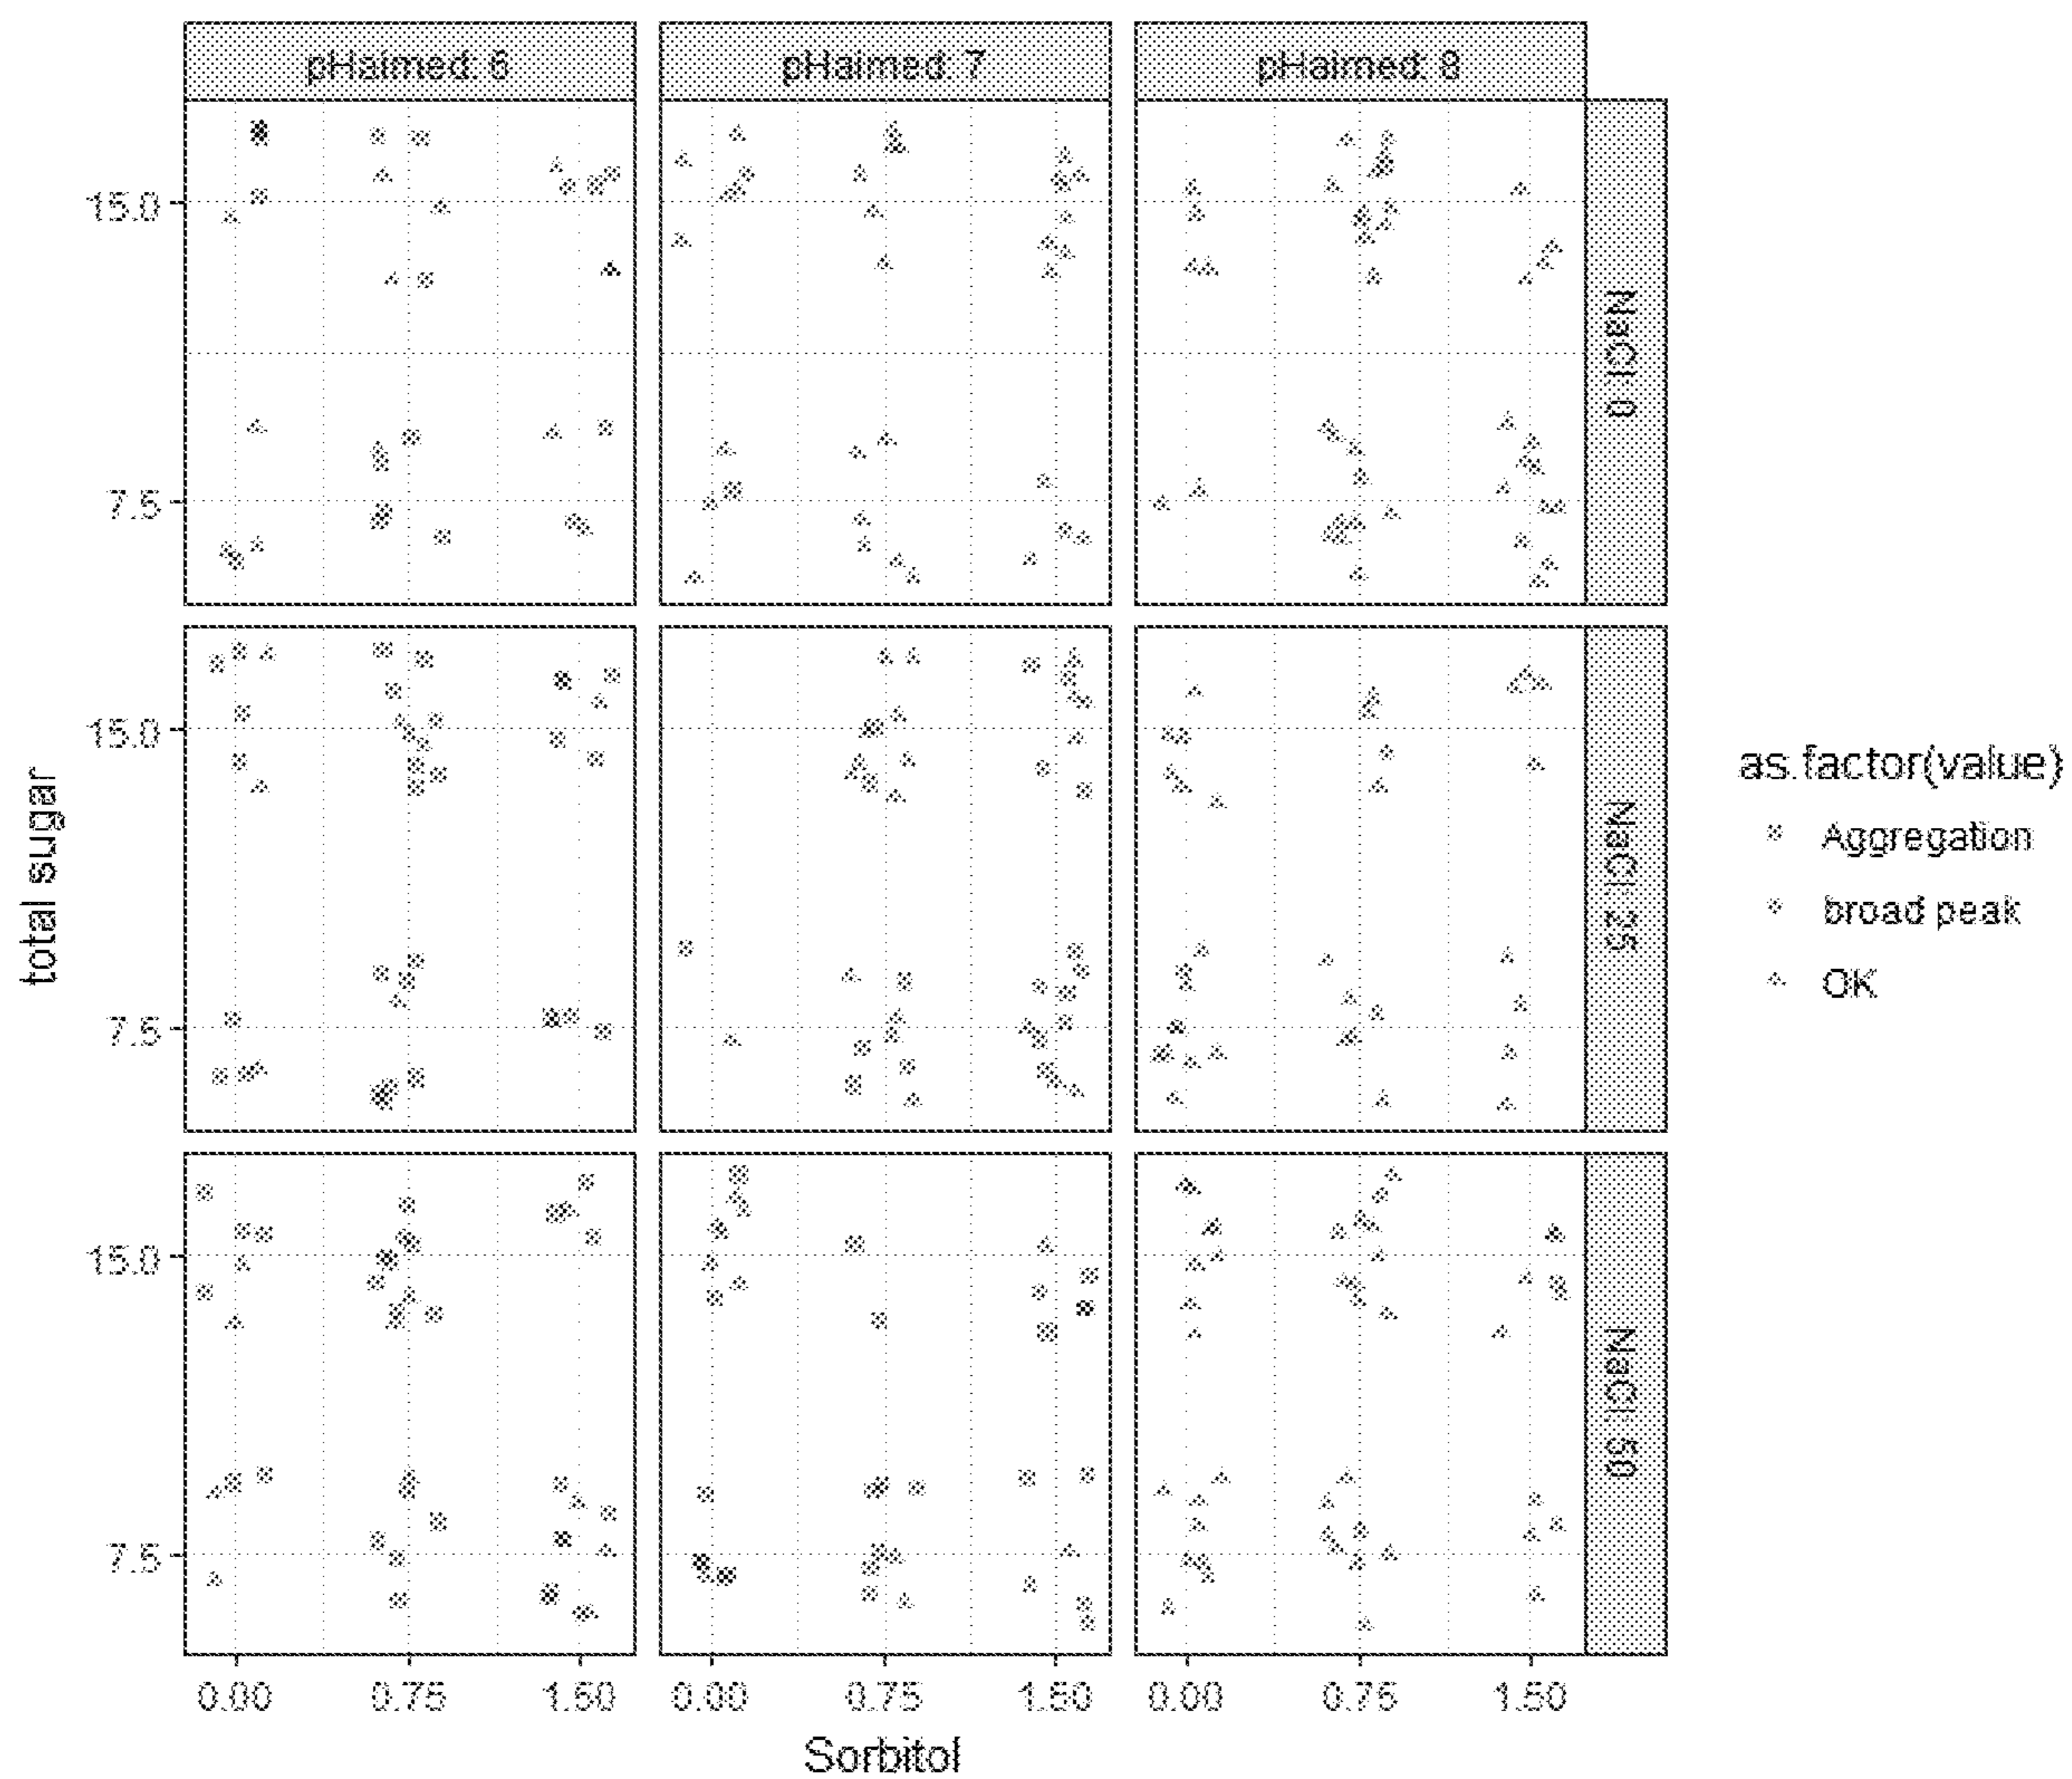 pHaimed: 6
pHaimed: 7
pHaimed: 8
15.0
7.5
NaCl: 0
15.0
7.5
NaCl: 25
15.0
7.5
NaCl: 50
total sugar
0.00
0.75
1.50
0.00
0.75
1.50
0.00
0.75
1.50
Sorbitol
as.factor(value)
Aggregation
broad peak
OK